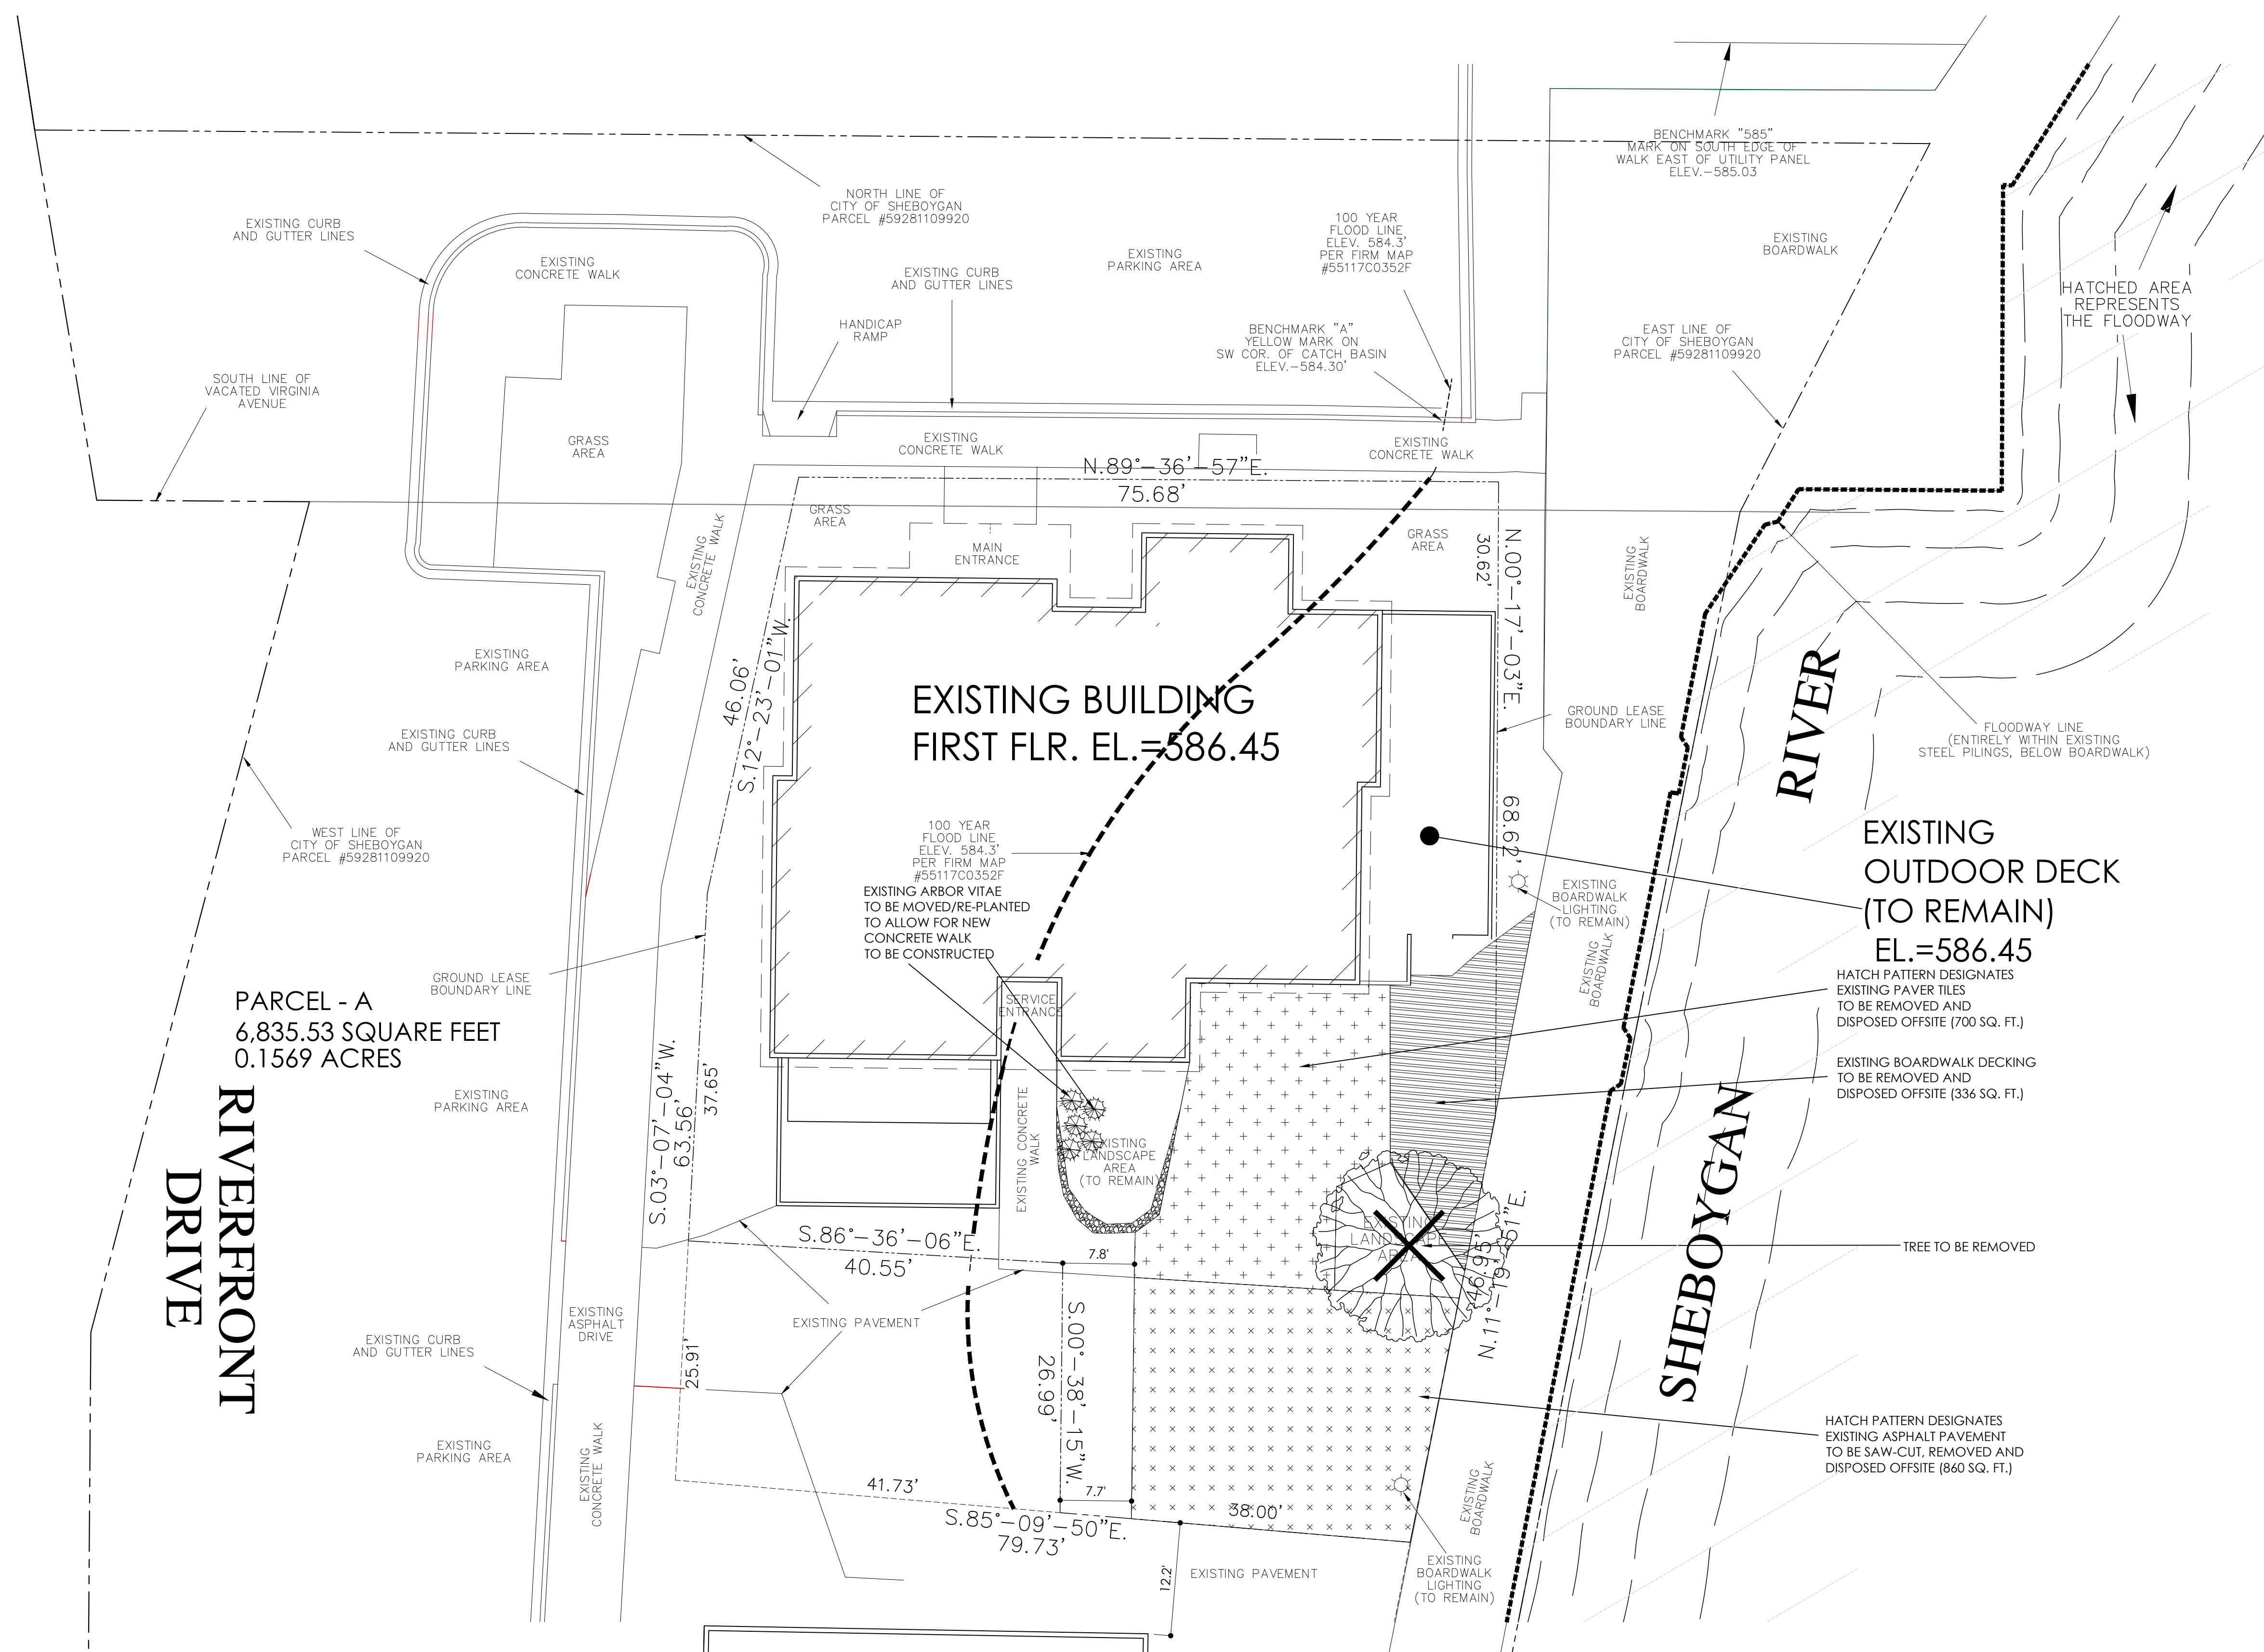 BENCHMARK "585"
MARK ON SOUTH EDGE OF
WALK EAST OF UTILITY PANEL
ELEV.-585.03
NORTH LINE OF
CITY OF SHEBOYGAN
PARCEL #59281109920
EXISTING CURB
AND GUTTER LINES
EXISTING
CONCRETE WALK
EXISTING CURB
AND GUTTER LINES
EXISTING
PARKING AREA
100 YEAR
FLOOD LINE
ELEV. 584.3'
PER FIRM MAP
#55117C0352F
EXISTING
BOARDWALK
HATCHED AREA
REPRESENTS
THE FLOODWAY
HANDICAP
RAMP
BENCHMARK "A"
YELLOW MARK ON
SW COR. OF CATCH BASIN
ELEV.-584.30'
EAST LINE OF
CITY OF SHEBOYGAN
PARCEL #59281109920
SOUTH LINE OF
VACATED VIRGINIA
AVENUE
GRASS
AREA
EXISTING
CONCRETE WALK
EXISTING
CONCRETE WALK
N.89°-36'-57"E.
75.68'
GRASS
AREA
MAIN
ENTRANCE
GRASS
AREA
N.00°-17'-03"E.
30.62'
EXISTING
BOARDWALK
EXISTING
CONCRETE WALK
EXISTING
PARKING AREA
46.06'
S.12°-23'-01"W.
EXISTING BUILDING
FIRST FLR. EL.=586.45
GROUND LEASE
BOUNDARY LINE
RIVER
FLOODWAY LINE
(ENTIRELY WITHIN EXISTING
STEEL PILINGS, BELOW BOARDWALK)
EXISTING CURB
AND GUTTER LINES
68.62'
WEST LINE OF
CITY OF SHEBOYGAN
PARCEL #59281109920
100 YEAR
FLOOD LINE
ELEV. 584.3'
PER FIRM MAP
#55117C0352F
EXISTING ARBOR VITAE
TO BE MOVED/RE-PLANTED
TO ALLOW FOR NEW
CONCRETE WALK
TO BE CONSTRUCTED
EXISTING
BOARDWALK
LIGHTING
(TO REMAIN)
EXISTING
OUTDOOR DECK
(TO REMAIN)
EL.=586.45
EXISTING
BOARDWALK
GROUND LEASE
BOUNDARY LINE
HATCH PATTERN DESIGNATES
EXISTING PAVER TILES
TO BE REMOVED AND
DISPOSED OFFSITE (700 SQ. FT.)
PARCEL - A
6,835.53 SQUARE FEET
0.1569 ACRES
SERVICE
ENTRANCE
EXISTING BOARDWALK DECKING
TO BE REMOVED AND
DISPOSED OFFSITE (336 SQ. FT.)
EXISTING
PARKING AREA
S.03°-07'-04"W.
63.56'
37.65'
EXISTING CONCRETE
WALK
EXISTING
LANDSCAPE
AREA
(TO REMAIN)
RIVERFRONT
DRIVE
SHEBOYGAN
S.86°-36'-06"E.
40.55'
7.8'
EXISTING
LANDSCAPE
AREA
46.95'
N.11°-19'-51"E.
TREE TO BE REMOVED
EXISTING
ASPHALT
DRIVE
EXISTING PAVEMENT
EXISTING CURB
AND GUTTER LINES
25.91'
S.00°-38'-15"W.
26.99'
HATCH PATTERN DESIGNATES
EXISTING ASPHALT PAVEMENT
TO BE SAW-CUT, REMOVED AND
DISPOSED OFFSITE (860 SQ. FT.)
EXISTING
PARKING AREA
EXISTING
CONCRETE WALK
41.73'
7.7'
38.00'
S.85°-09'-50"E.
79.73'
EXISTING
BOARDWALK
12.2'
EXISTING PAVEMENT
EXISTING
BOARDWALK
LIGHTING
(TO REMAIN)